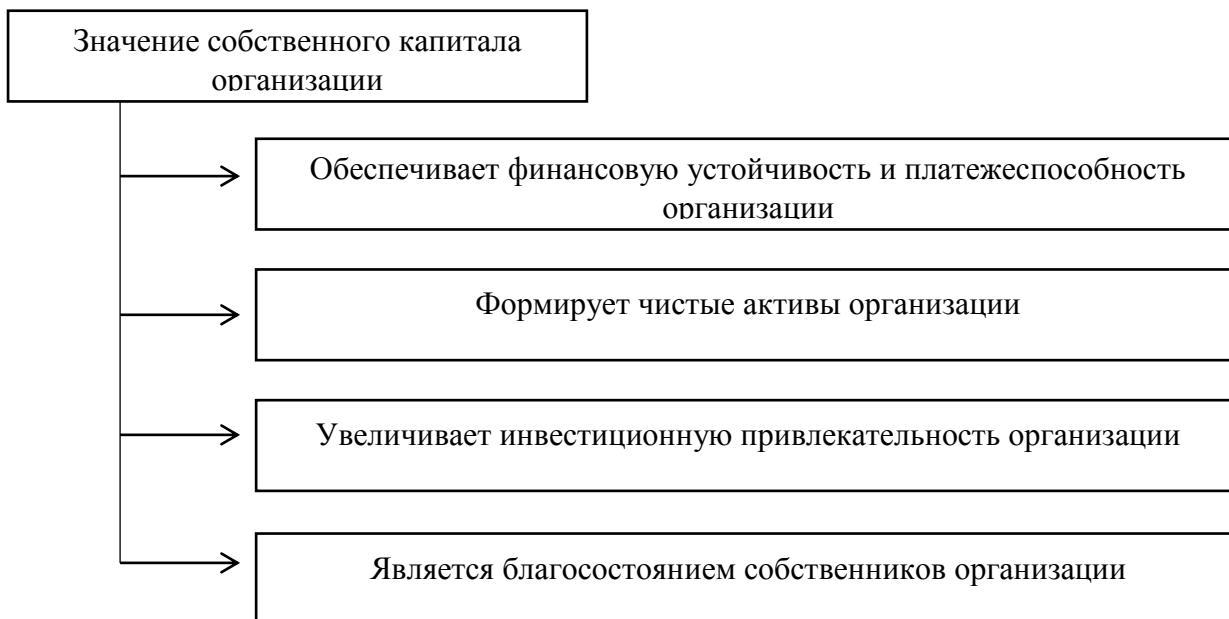 Значение собственного капитала
организации
Обеспечивает финансовую устойчивость и платежеспособность
организации
Формирует чистые активы организации
Увеличивает инвестиционную привлекательность организации
Является благосостоянием собственников организации